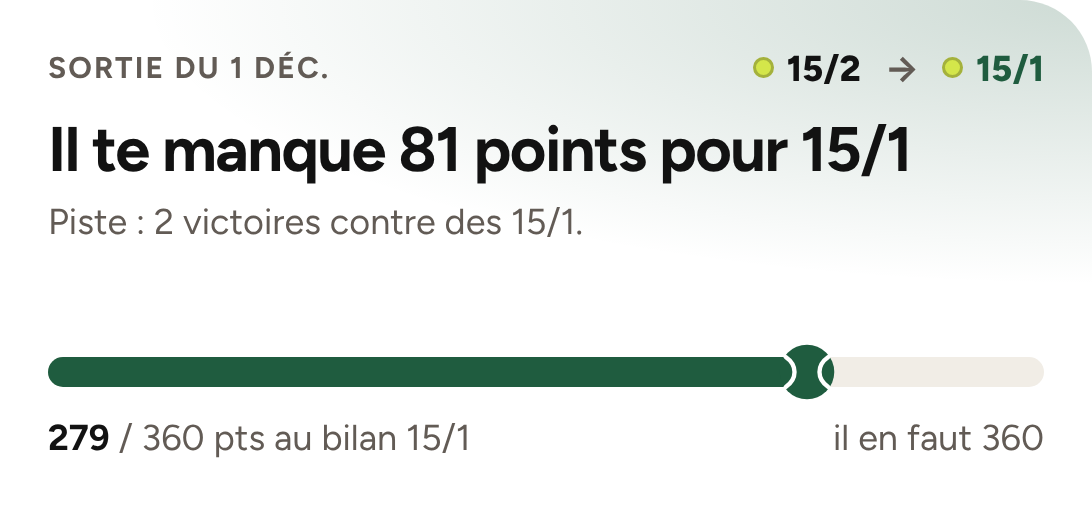 SORTIE DU 1 DÉC.
15/2 → 15/1
Il te manque 81 points pour 15/1
Piste : 2 victoires contre des 15/1.
279 / 360 pts au bilan 15/1
il en faut 360